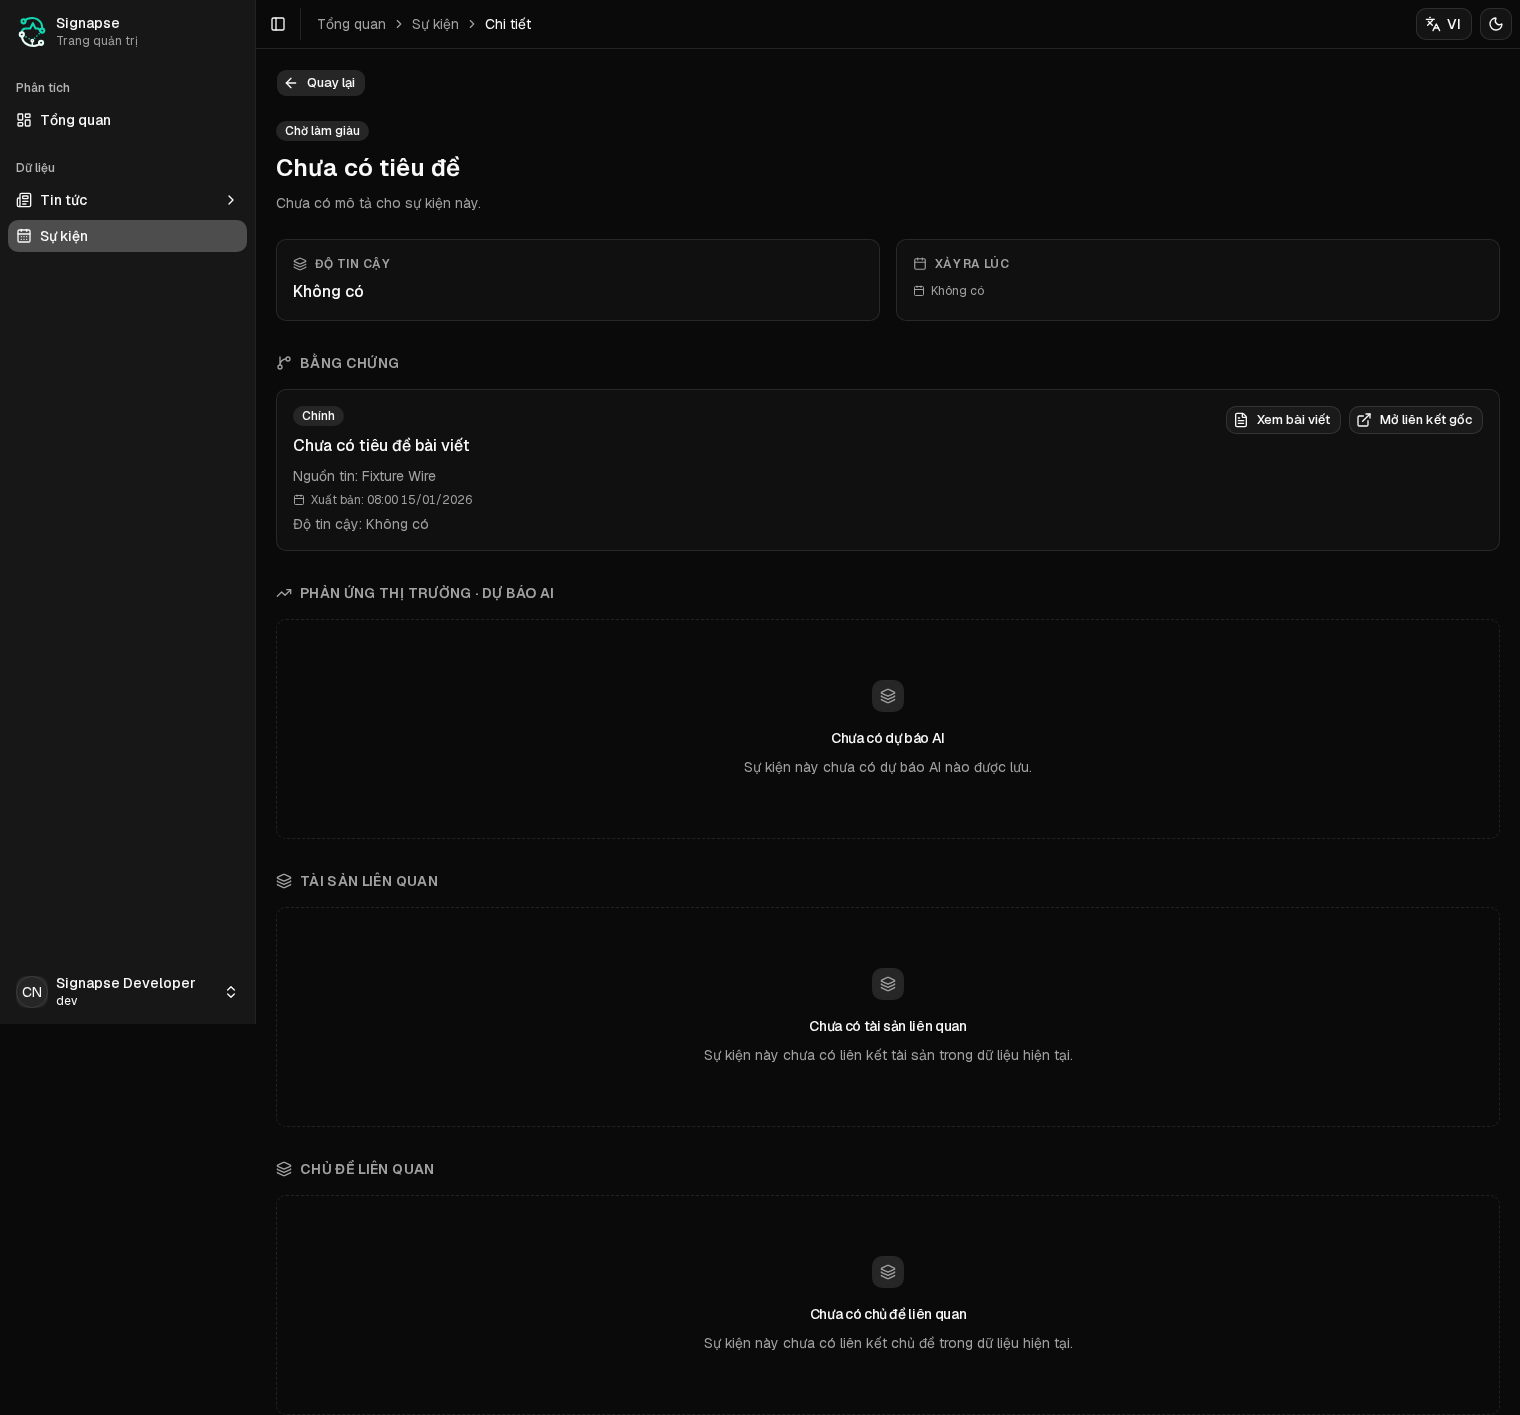 Signapse
Trang quản trị
Phân tích
Tổng quan
Dữ liệu
Tin tức
Sự kiện
Signapse Developer
CN
dev
Tổng quan
Sự kiện
Chi tiết
VI
Quay lại
Chờ làm giàu
Chưa có tiêu đề
Chưa có mô tả cho sự kiện này.
ĐỘ TIN CẬY
Không có
XẢY RA LÚC
Không có
BẰNG CHỨNG
Chính
Chưa có tiêu đề bài viết
Nguồn tin: Fixture Wire
Xuất bản: 08:00 15/01/2026
Độ tin cậy: Không có
Xem bài viết
Mở liên kết gốc
PHẢN ỨNG THỊ TRƯỜNG · DỰ BÁO AI
Chưa có dự báo AI
Sự kiện này chưa có dự báo AI nào được lưu.
TÀI SẢN LIÊN QUAN
Chưa có tài sản liên quan
Sự kiện này chưa có liên kết tài sản trong dữ liệu hiện tại.
CHỦ ĐỀ LIÊN QUAN
Chưa có chủ đề liên quan
Sự kiện này chưa có liên kết chủ đề trong dữ liệu hiện tại.